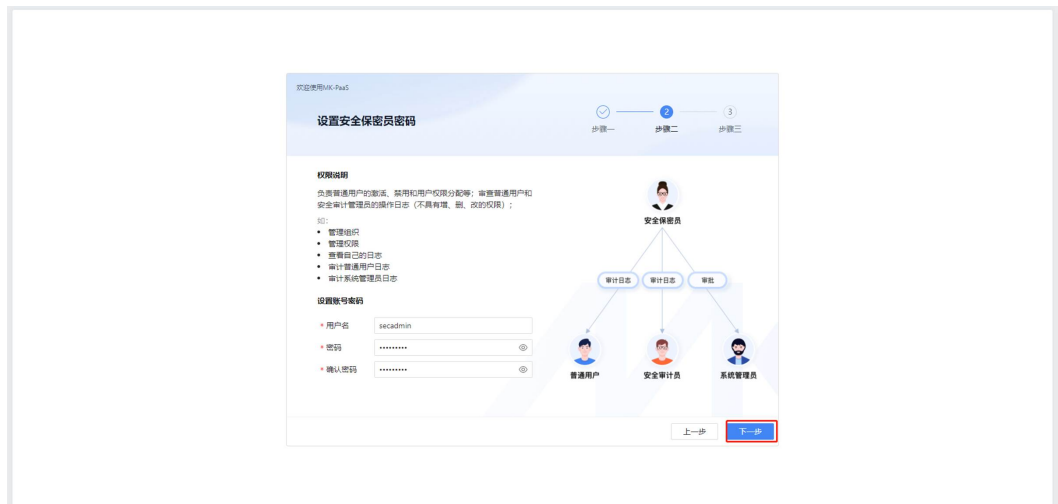 欢迎使用MK-PaaS
设置安全保密员密码
2
3
步骤一
步骤二
步骤三
权限说明
负责普通用户的激活、禁用和用户权限分配等；审查普通用户和
安全审计管理员的操作日志（不具有增、删、改的权限）；
如：
• 管理组织
• 管理权限
• 查看自己的日志
• 审计普通用户日志
• 审计系统管理员日志
设置账号密码
* 用户名
secadmin
* 密码
•••••••••
* 确认密码
•••••••••
安全保密员
审计日志
审计日志
审批
普通用户
安全审计员
系统管理员
上一步
下一步